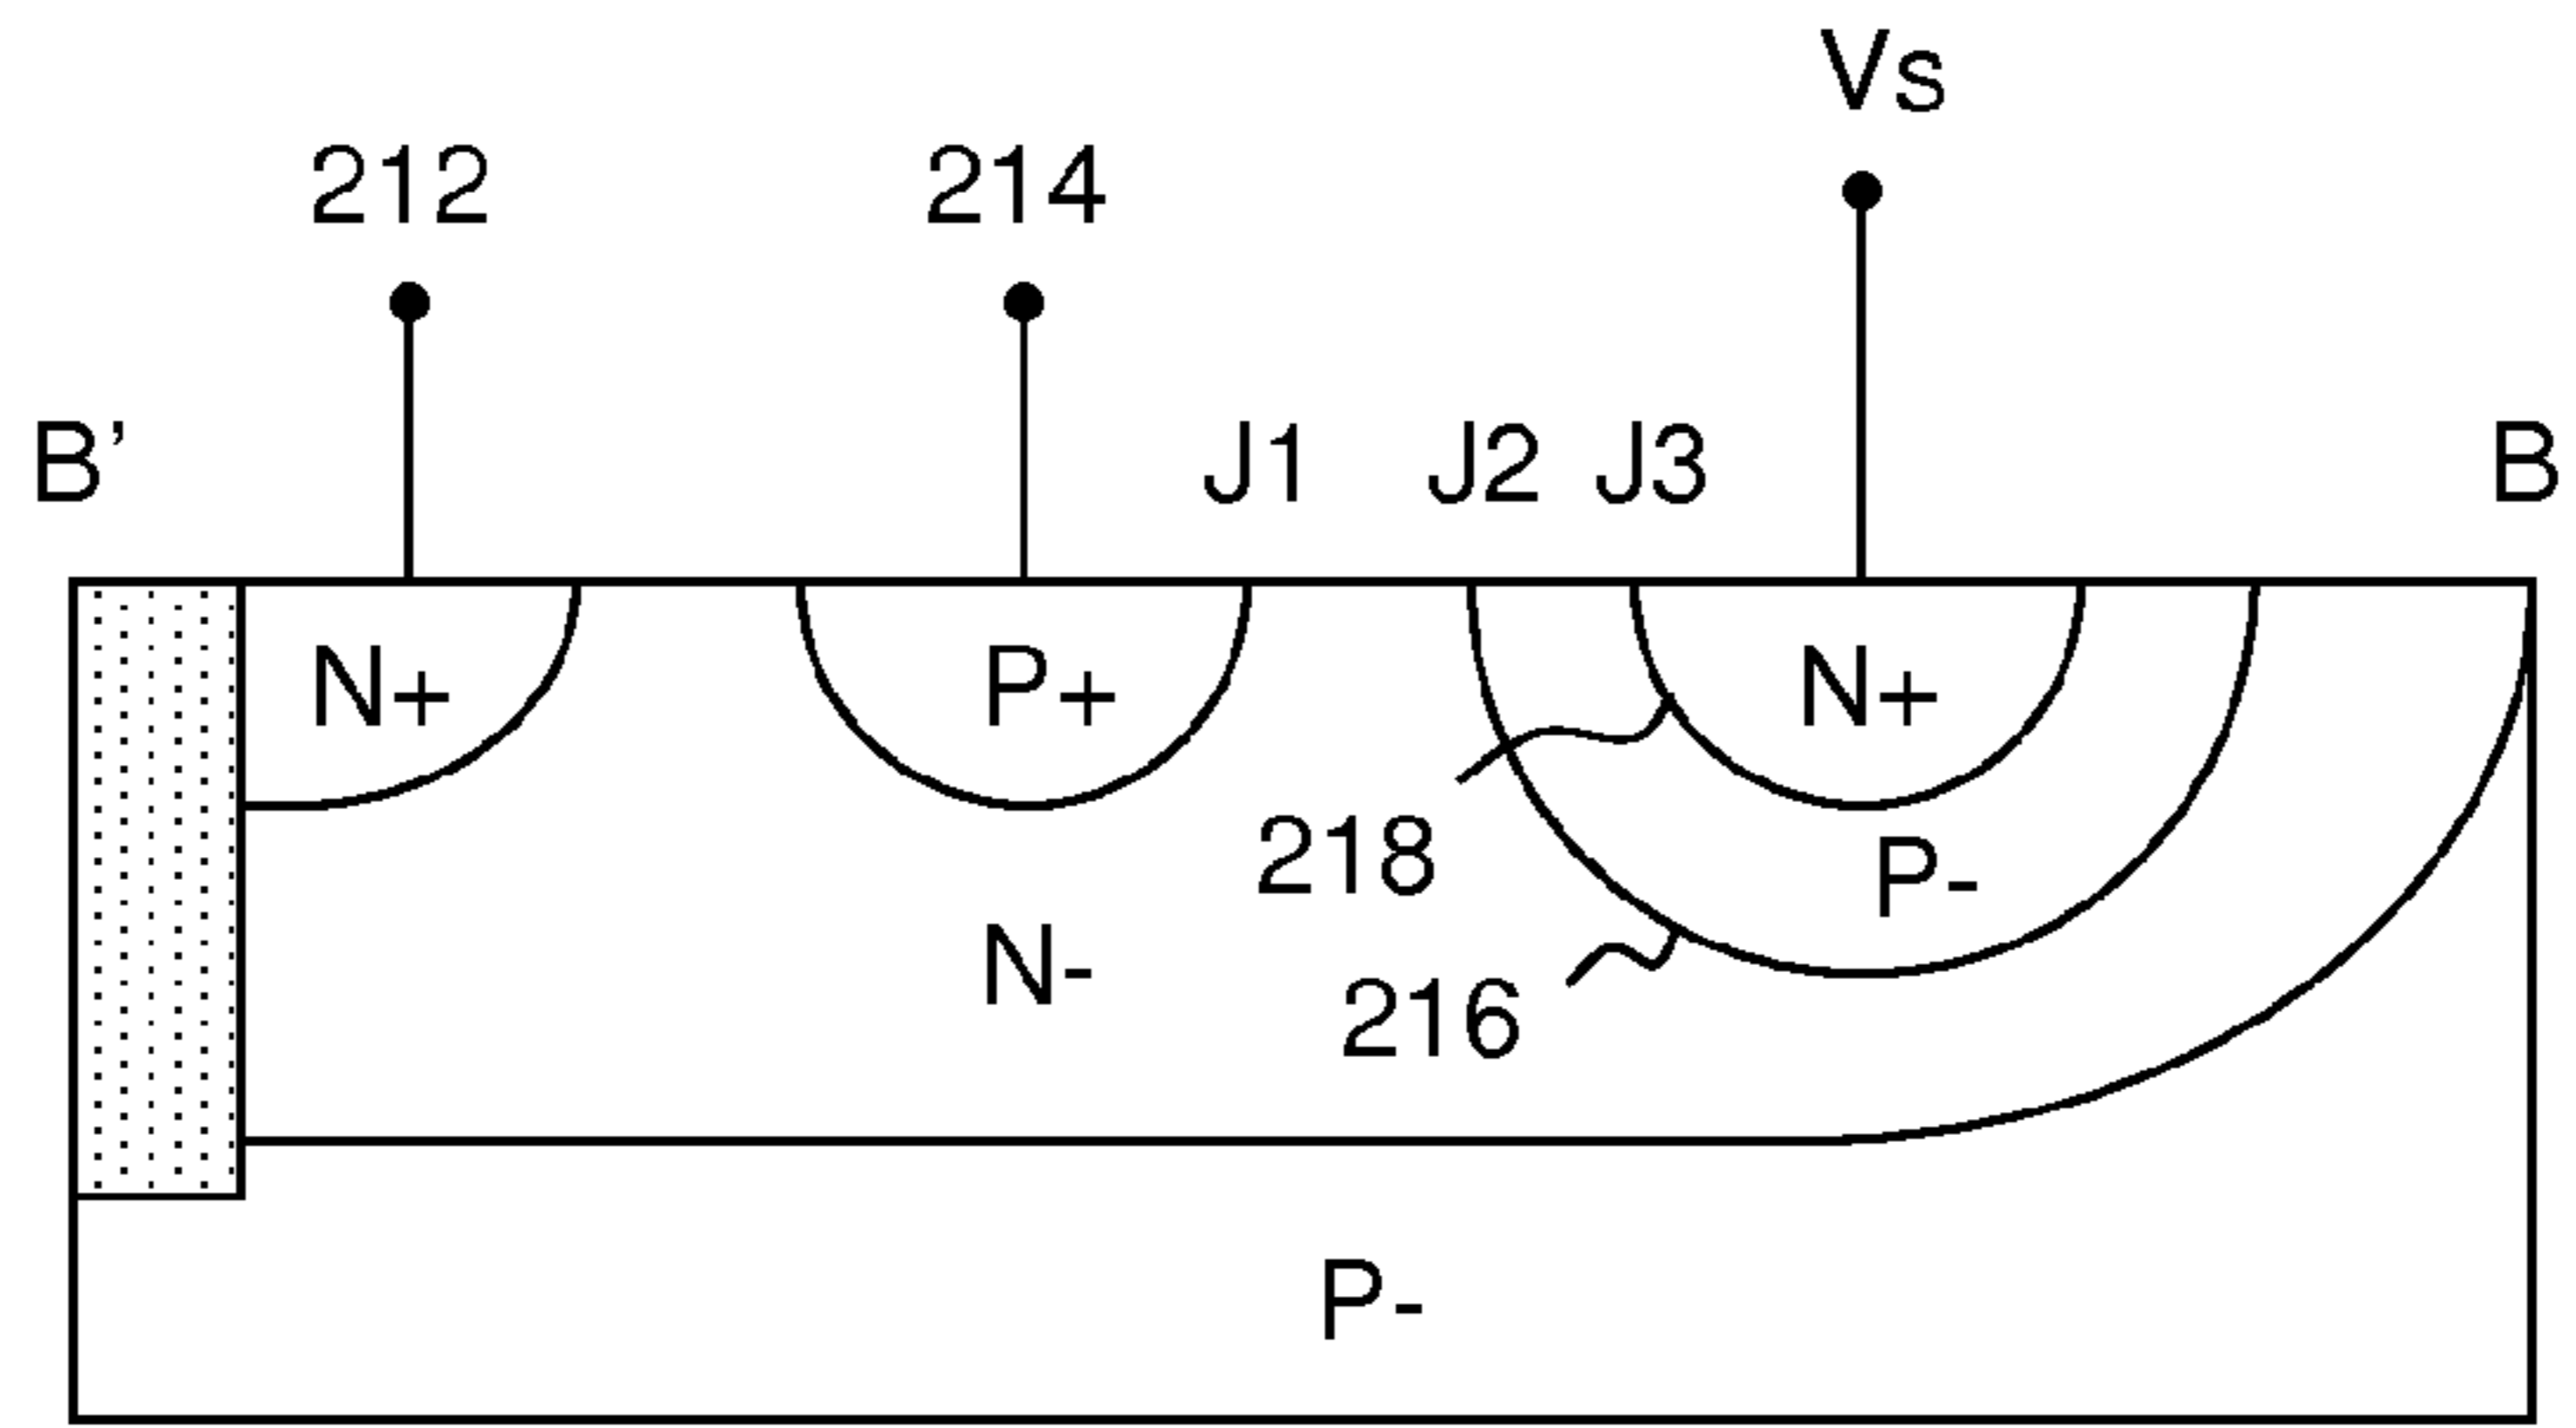 Vs
212 214
B’ J1 J2 J3 B
N+ P+ N+
218 P-
N- 216
P-